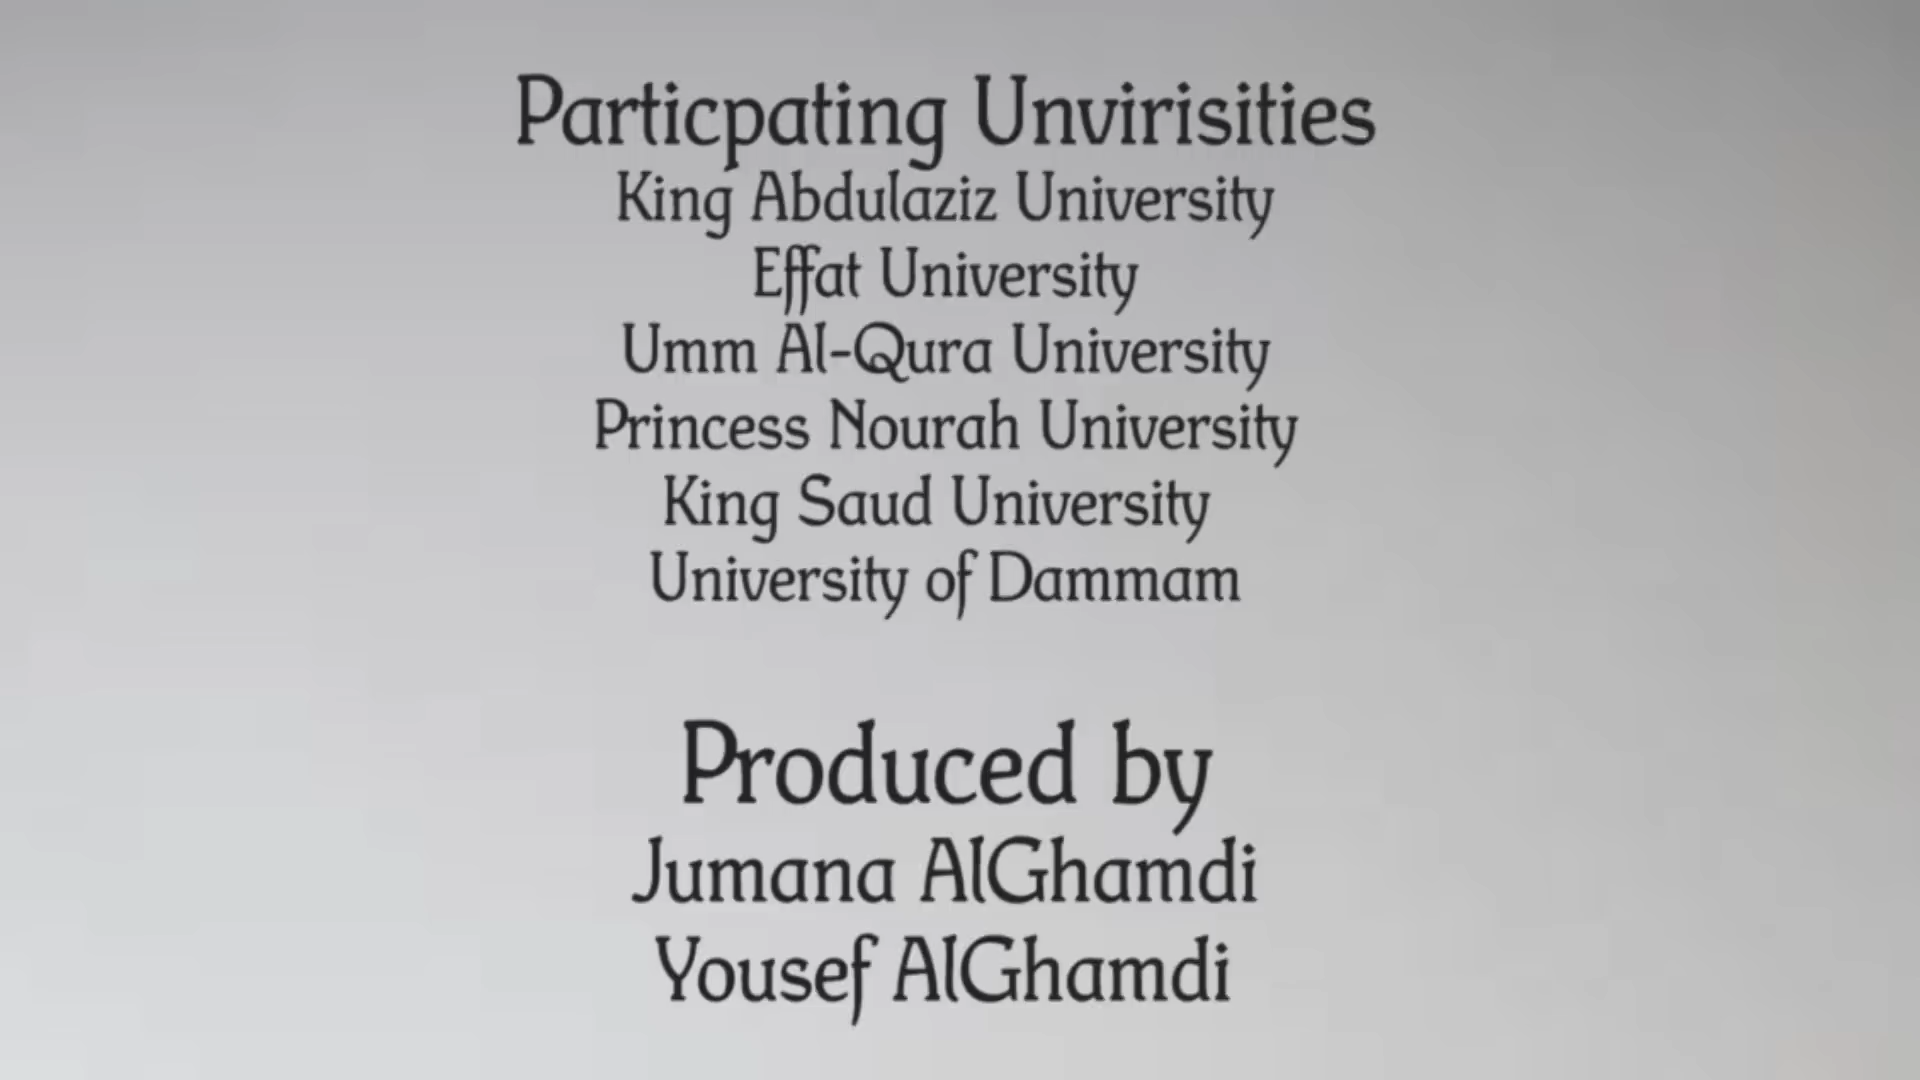 Particpating Unvirisities
King Abdulaziz University
Effat University
Umm Al-Qura University
Princess Nourah University
King Saud University
University of Dammam
Produced by
Jumana AlGhamdi
Yousef AlGhamdi